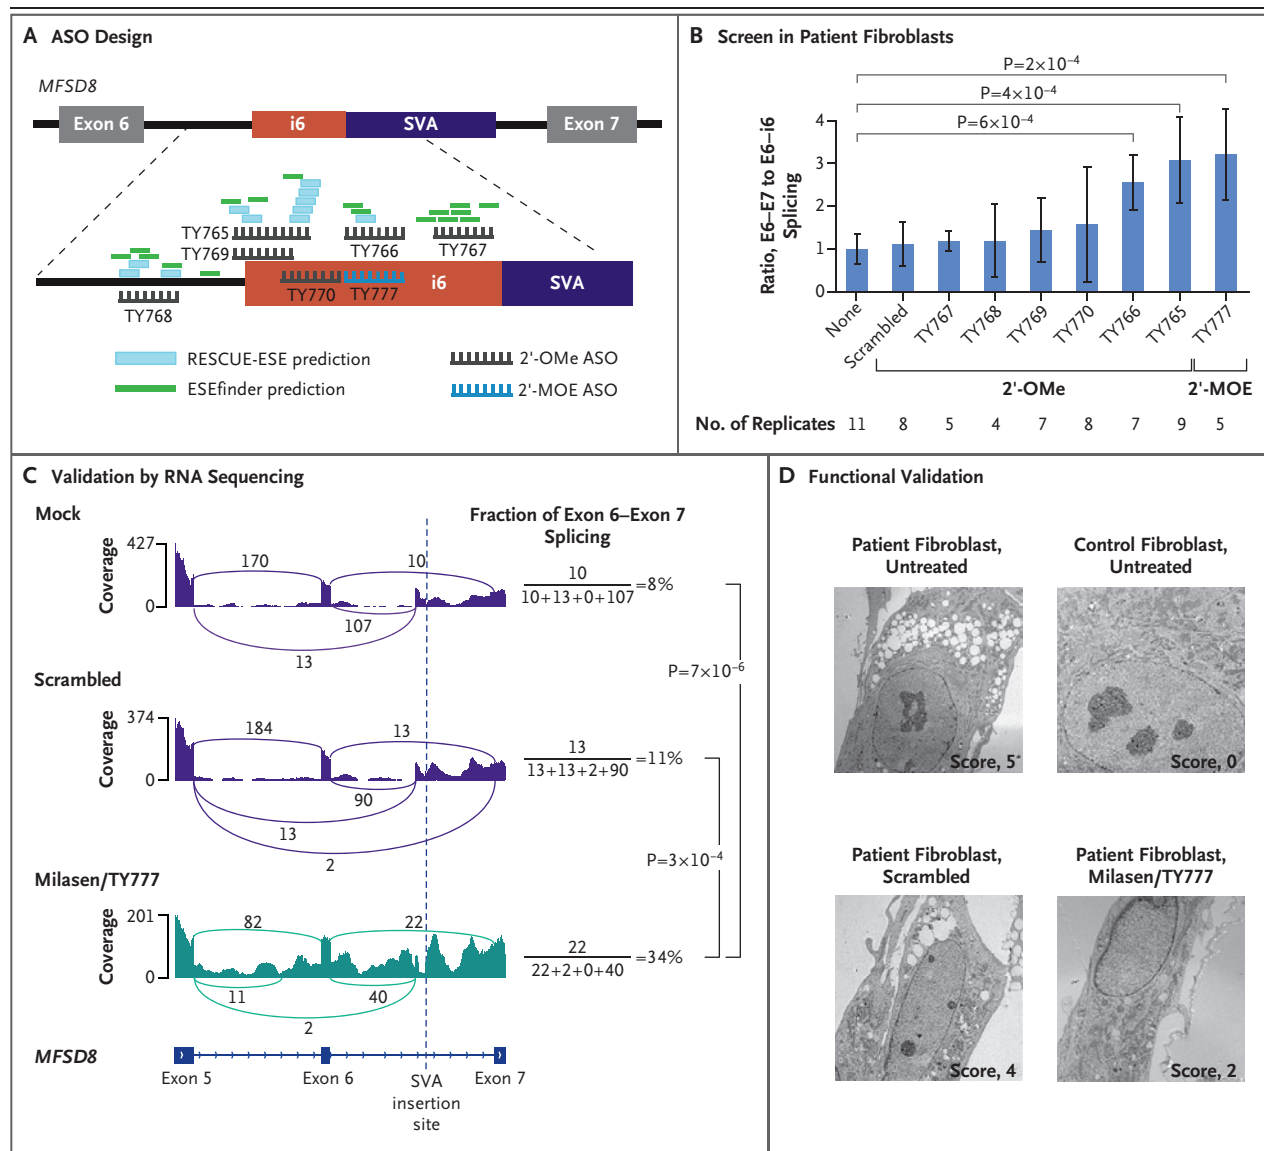 A ASO Design
MFSD8
Exon 6
i6
SVA
Exon 7
TY765
TY769
TY766
TY767
TY768
TY770
TY777
i6
SVA
RESCUE-ESE prediction
ESEfinder prediction
2'-OMe ASO
2'-MOE ASO
B Screen in Patient Fibroblasts
P=2×10⁻⁴
P=4×10⁻⁴
P=6×10⁻⁴
Ratio, E6–E7 to E6–i6
Splicing
4
3
2
1
0
None
Scrambled
TY767
TY768
TY769
TY770
TY766
TY765
TY777
2'-OMe
2'-MOE
No. of Replicates 11 8 5 4 7 8 7 9 5
C Validation by RNA Sequencing
Mock
Fraction of Exon 6–Exon 7
Splicing
Coverage
427
0
170
10
107
13
10
10+13+0+107
=8%
P=7×10⁻⁶
Scrambled
Coverage
374
0
184
13
90
13
2
13
13+13+2+90
=11%
P=3×10⁻⁴
Milasen/TY777
Coverage
201
0
82
22
11
40
2
22
22+2+0+40
=34%
MFSD8
Exon 5
Exon 6
SVA
insertion
site
Exon 7
D Functional Validation
Patient Fibroblast,
Untreated
Score, 5
Control Fibroblast,
Untreated
Score, 0
Patient Fibroblast,
Scrambled
Score, 4
Patient Fibroblast,
Milasen/TY777
Score, 2